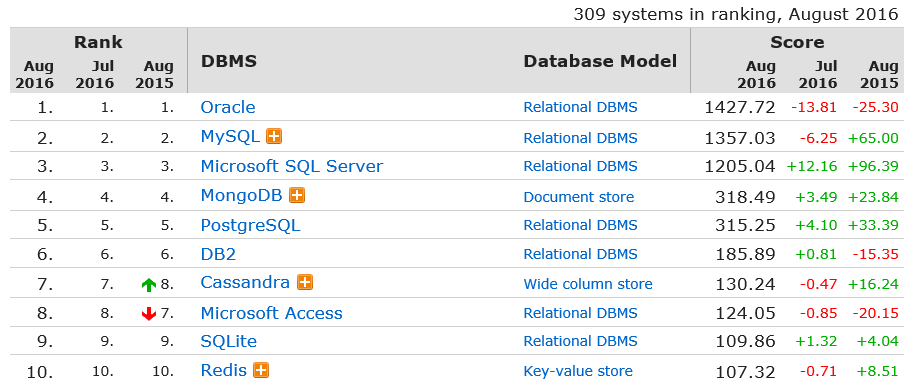 309 systems in ranking, August 2016
Rank DBMS Database Model Score
Aug 2016 Jul 2016 Aug 2015 Aug 2016 Jul 2016 Aug 2015
1. 1. 1. Oracle Relational DBMS 1427.72 -13.81 -25.30
2. 2. 2. MySQL Relational DBMS 1357.03 -6.25 +65.00
3. 3. 3. Microsoft SQL Server Relational DBMS 1205.04 +12.16 +96.39
4. 4. 4. MongoDB Document store 318.49 +3.49 +23.84
5. 5. 5. PostgreSQL Relational DBMS 315.25 +4.10 +33.39
6. 6. 6. DB2 Relational DBMS 185.89 +0.81 -15.35
7. 7. 8. Cassandra Wide column store 130.24 -0.47 +16.24
8. 8. 7. Microsoft Access Relational DBMS 124.05 -0.85 -20.15
9. 9. 9. SQLite Relational DBMS 109.86 +1.32 +4.04
10. 10. 10. Redis Key-value store 107.32 -0.71 +8.51